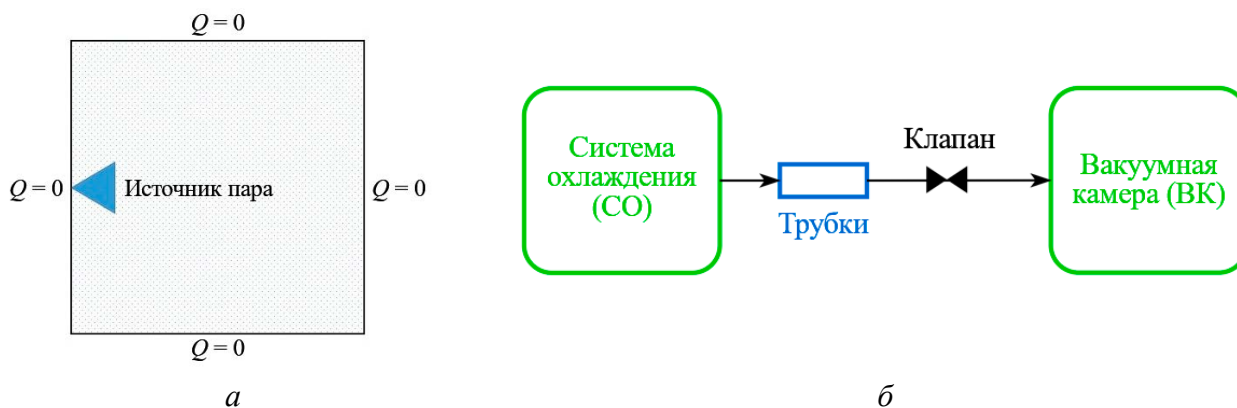 Q = 0
Q = 0
Источник пара
Q = 0
Q = 0
а
Система
охлаждения
(СО)
Трубки
Клапан
Вакуумная
камера (ВК)
б